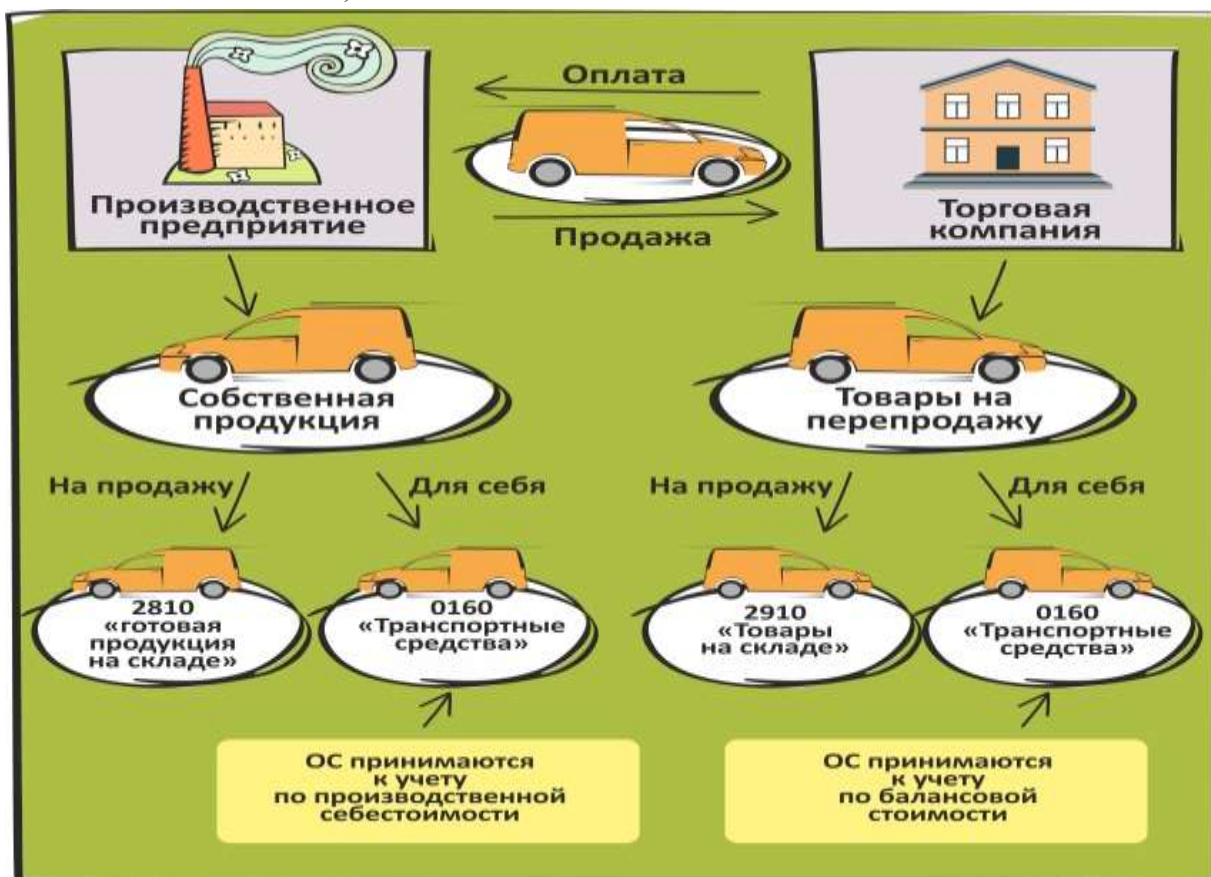 Оплата
Производственное
предприятие
Продажа
Торговая
компания
Собственная
продукция
Товары на
перепродажу
На продажу
Для себя
На продажу
Для себя
2810
«готовая
продукция
на складе»
0160
«Транспортные
средства»
2910
«Товары
на складе»
0160
«Транспортные
средства»
ОС принимаются
к учету
по производственной
себестоимости
ОС принимаются
к учету
по балансовой
стоимости